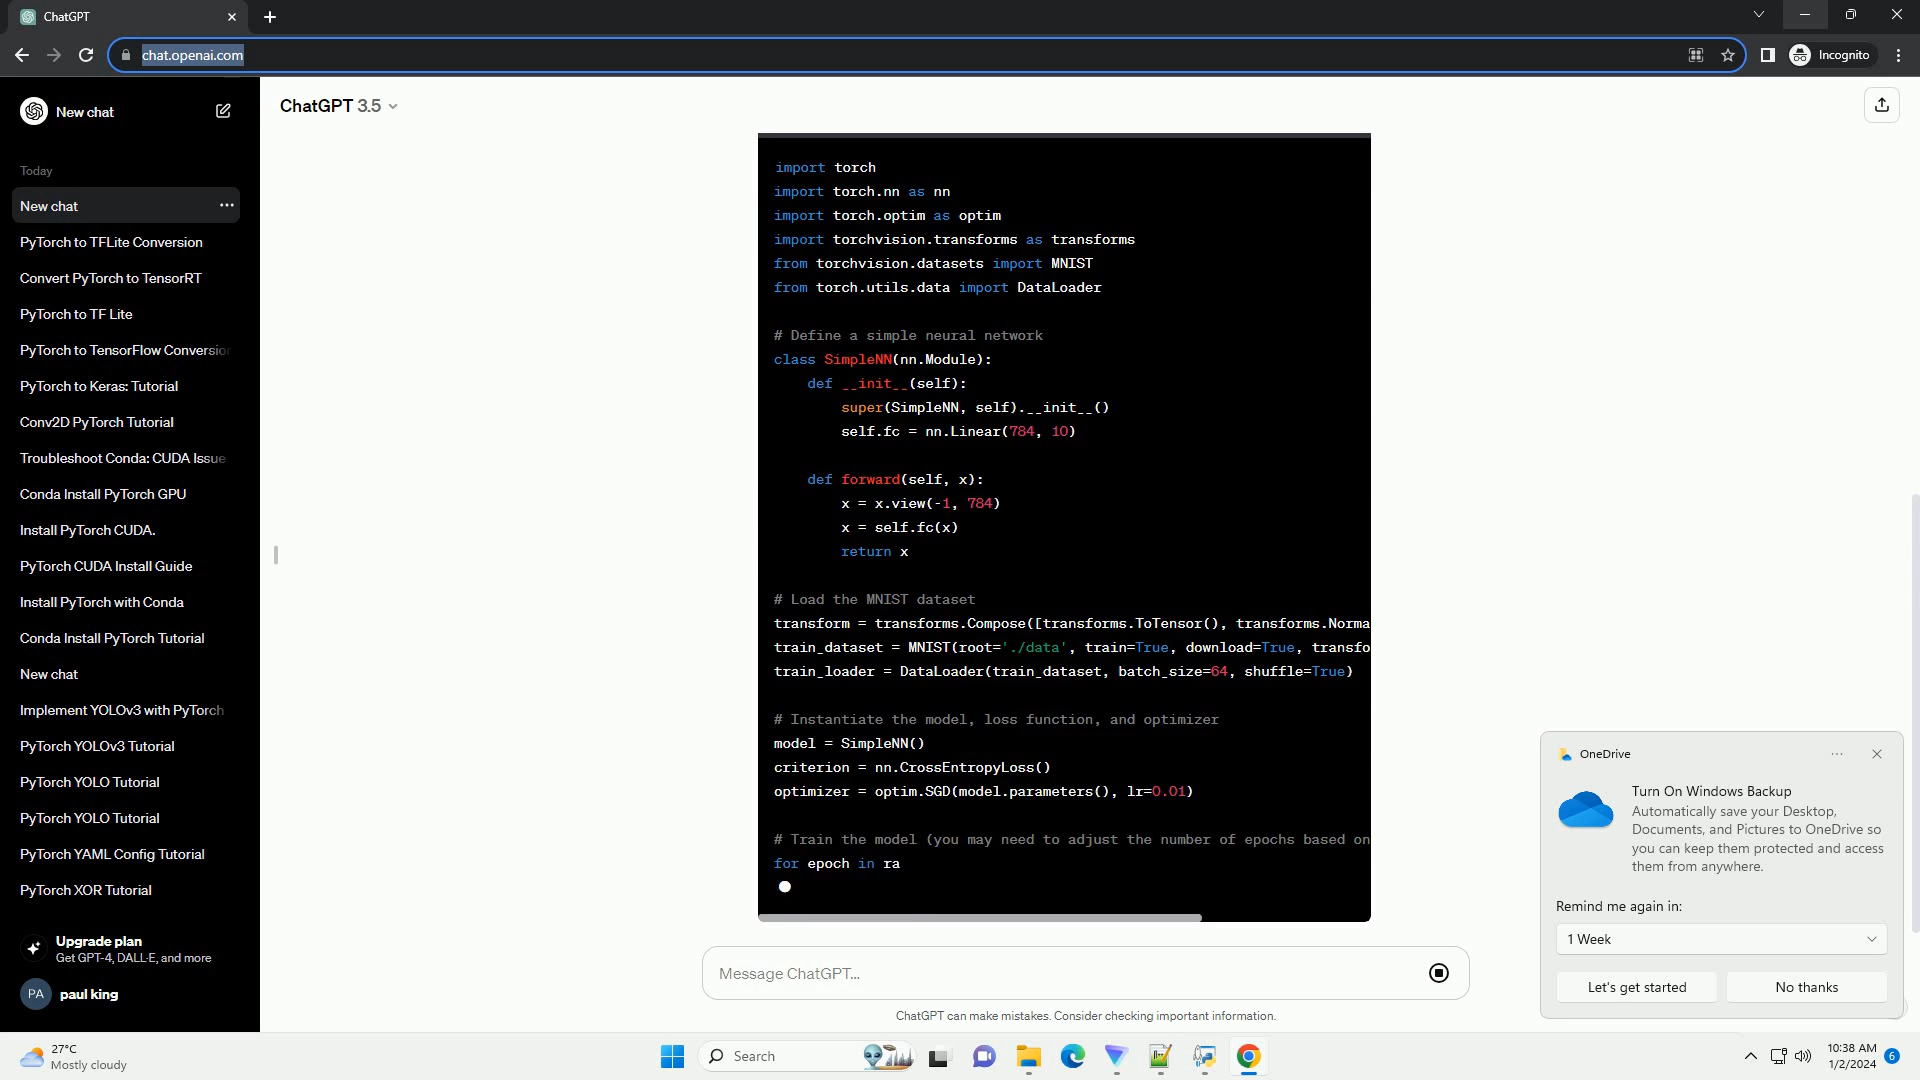 ChatGPT
chat.openai.com
Incognito
New chat
ChatGPT 3.5
Today
New chat
PyTorch to TFLite Conversion
Convert PyTorch to TensorRT
PyTorch to TF Lite
PyTorch to TensorFlow Conversion
PyTorch to Keras: Tutorial
Conv2D PyTorch Tutorial
Troubleshoot Conda: CUDA Issue
Conda Install PyTorch GPU
Install PyTorch CUDA.
PyTorch CUDA Install Guide
Install PyTorch with Conda
Conda Install PyTorch Tutorial
New chat
Implement YOLOv3 with PyTorch
PyTorch YOLOv3 Tutorial
PyTorch YOLO Tutorial
PyTorch YOLO Tutorial
PyTorch YAML Config Tutorial
PyTorch XOR Tutorial
Upgrade plan
Get GPT-4, DALL·E, and more
PA
paul king
import torch
import torch.nn as nn
import torch.optim as optim
import torchvision.transforms as transforms
from torchvision.datasets import MNIST
from torch.utils.data import DataLoader
# Define a simple neural network
class SimpleNN(nn.Module):
def __init__(self):
super(SimpleNN, self).__init__()
self.fc = nn.Linear(784, 10)
def forward(self, x):
x = x.view(-1, 784)
x = self.fc(x)
return x
# Load the MNIST dataset
transform = transforms.Compose([transforms.ToTensor(), transforms.Norma
train_dataset = MNIST(root='./data', train=True, download=True, transfo
train_loader = DataLoader(train_dataset, batch_size=64, shuffle=True)
# Instantiate the model, loss function, and optimizer
model = SimpleNN()
criterion = nn.CrossEntropyLoss()
optimizer = optim.SGD(model.parameters(), lr=0.01)
# Train the model (you may need to adjust the number of epochs based on
for epoch in ra
Message ChatGPT...
ChatGPT can make mistakes. Consider checking important information.
OneDrive
Turn On Windows Backup
Automatically save your Desktop,
Documents, and Pictures to OneDrive so
you can keep them protected and access
them from anywhere.
Remind me again in:
1 Week
Let's get started
No thanks
27°C
Mostly cloudy
Search
10:38 AM
1/2/2024
6